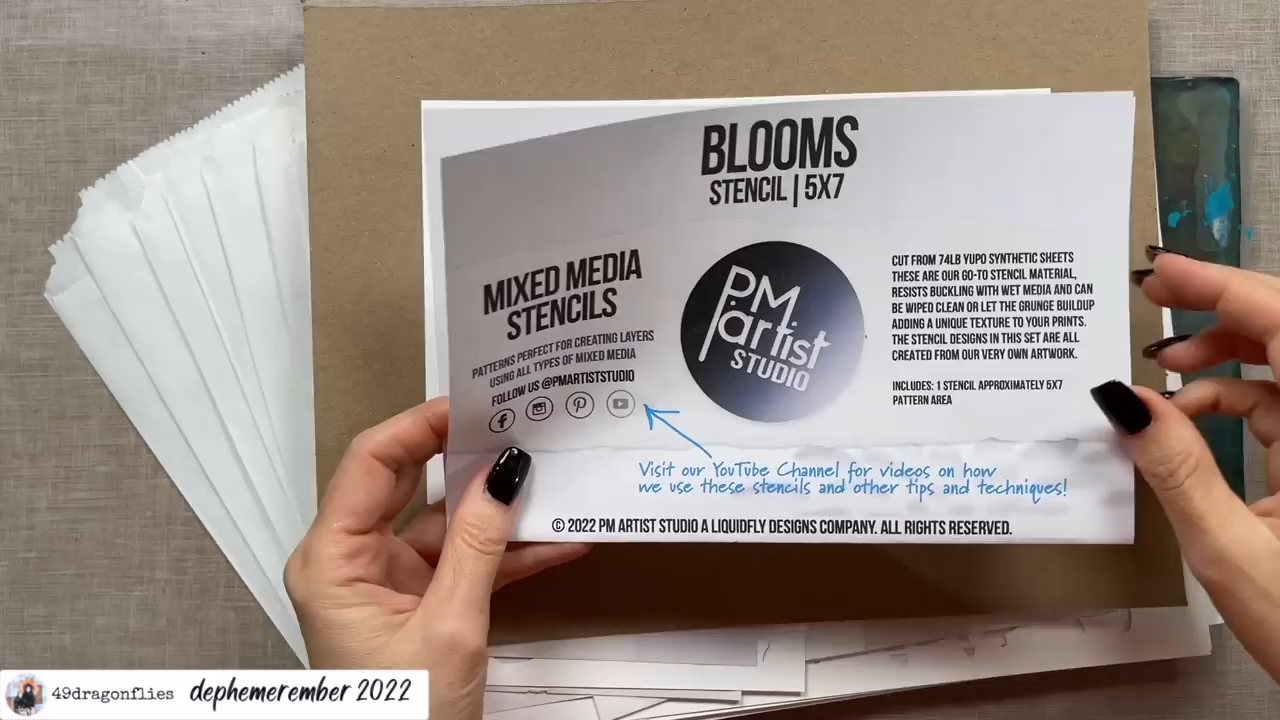 BLOOMS
STENCIL | 5X7
MIXED MEDIA
STENCILS
PATTERNS PERFECT FOR CREATING LAYERS
USING ALL TYPES OF MIXED MEDIA
FOLLOW US @PMARTISTSTUDIO
PM
artist
STUDIO
CUT FROM 74LB YUPO SYNTHETIC SHEETS
THESE ARE OUR GO-TO STENCIL MATERIAL,
RESISTS BUCKLING WITH WET MEDIA AND CAN
BE WIPED CLEAN OR LET THE GRUNGE BUILDUP
ADDING A UNIQUE TEXTURE TO YOUR PRINTS.
THE STENCIL DESIGNS IN THIS SET ARE ALL
CREATED FROM OUR VERY OWN ARTWORK.
INCLUDES: 1 STENCIL APPROXIMATELY 5X7
PATTERN AREA
Visit our YouTube Channel for videos on how
we use these stencils and other tips and techniques!
© 2022 PM ARTIST STUDIO A LIQUIDFLY DESIGNS COMPANY. ALL RIGHTS RESERVED.
49dragonflies dephemerember 2022